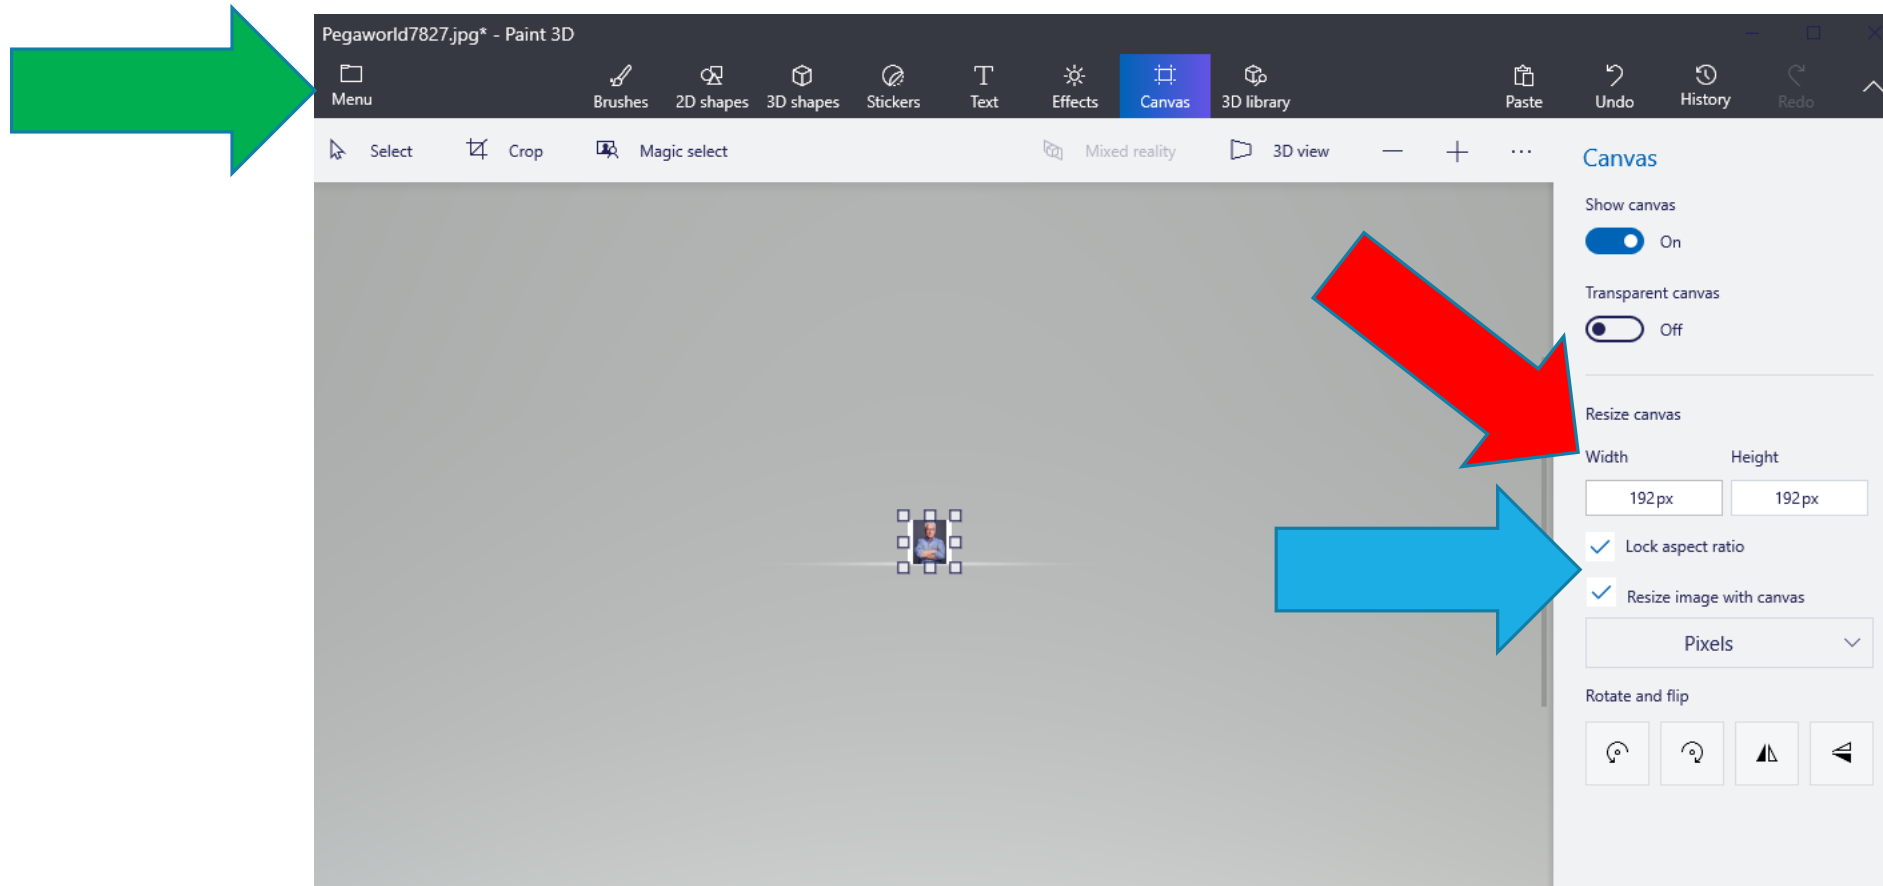 Pegaworld7827.jpg* - Paint 3D
Menu
Brushes
2D shapes
3D shapes
Stickers
Text
Effects
Canvas
3D library
Paste
Undo
History
Redo
Select
Crop
Magic select
Mixed reality
3D view
Canvas
Show canvas
On
Transparent canvas
Off
Resize canvas
Width Height
192px 192px
Lock aspect ratio
Resize image with canvas
Pixels
Rotate and flip